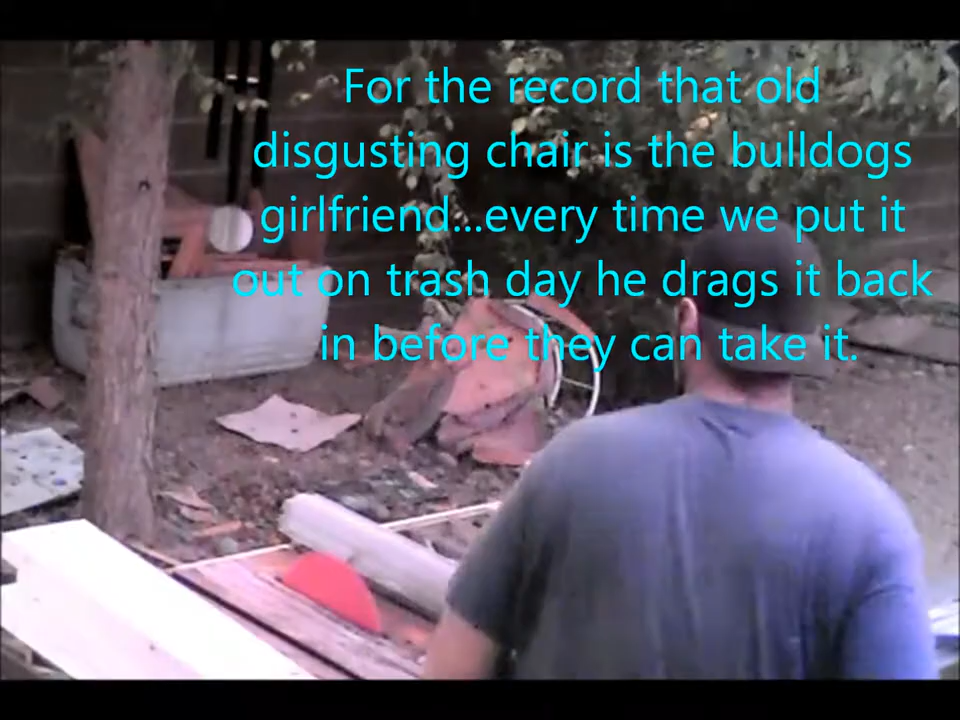 For the record that old
disgusting chair is the bulldogs
girlfriend...every time we put it
out on trash day he drags it back
in before they can take it.